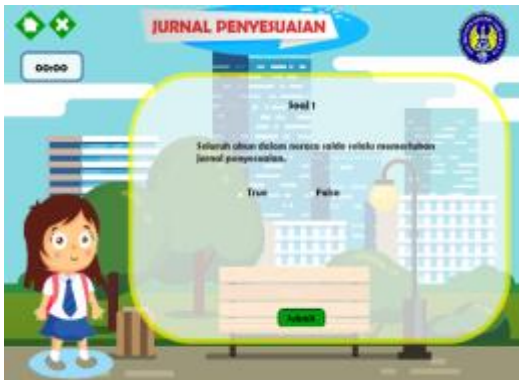 JURNAL PENYESUAIAN
00:00
Soal 1
Seluruh akun dalam neraca saldo selalu memerlukan
jurnal penyesuaian.
True False
Submit